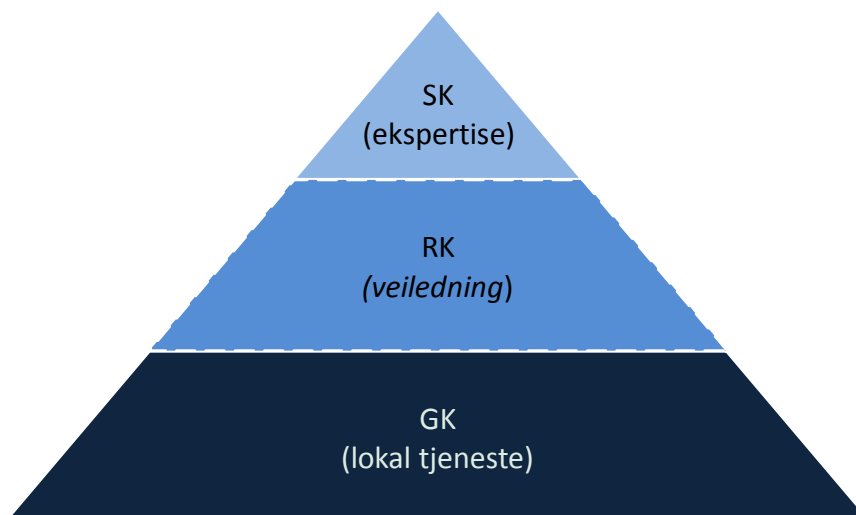 SK
(ekspertise)
RK
(veiledning)
GK
(lokal tjeneste)